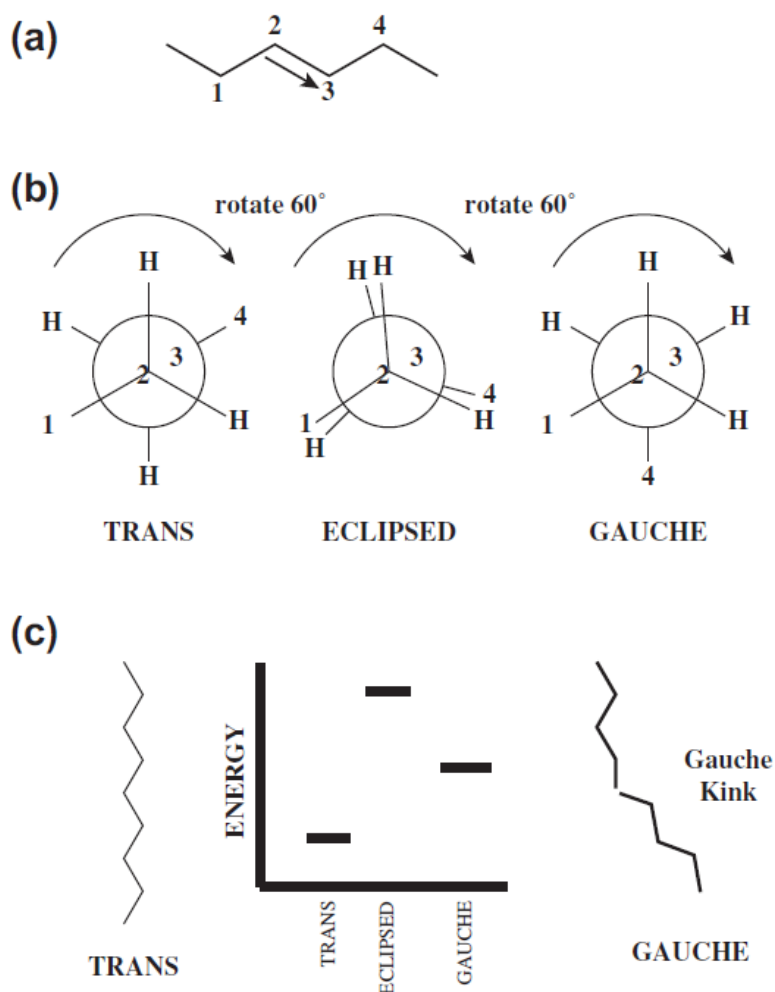 (a)
2 4
1 3
(b)
rotate 60° rotate 60°
H H H H
H 4 H H
2 3 2 3 2 3
1 H 1 4 H 1 H
H H 4
TRANS ECLIPSED GAUCHE
(c)
ENERGY
Gauche
Kink
TRANS
ECLIPSED
GAUCHE
TRANS GAUCHE